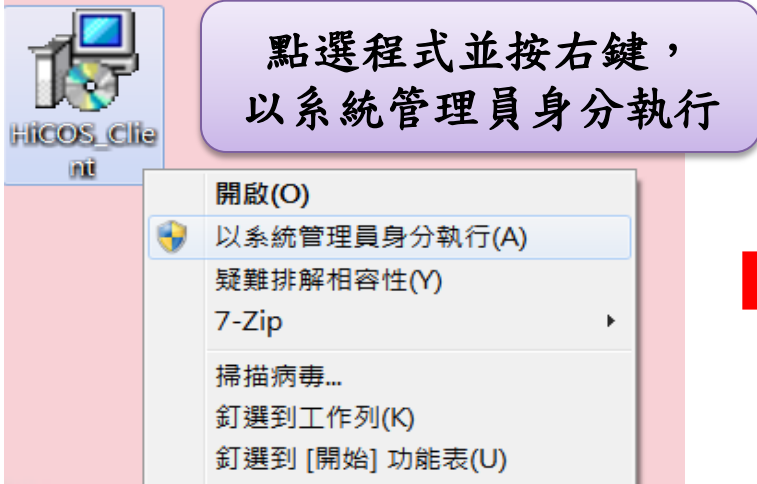 點選程式並按右鍵，
以系統管理員身分執行
HiCOS_Clie
nt
開啟(O)
以系統管理員身分執行(A)
疑難排解相容性(Y)
7-Zip
掃描病毒...
釘選到工作列(K)
釘選到 [開始] 功能表(U)